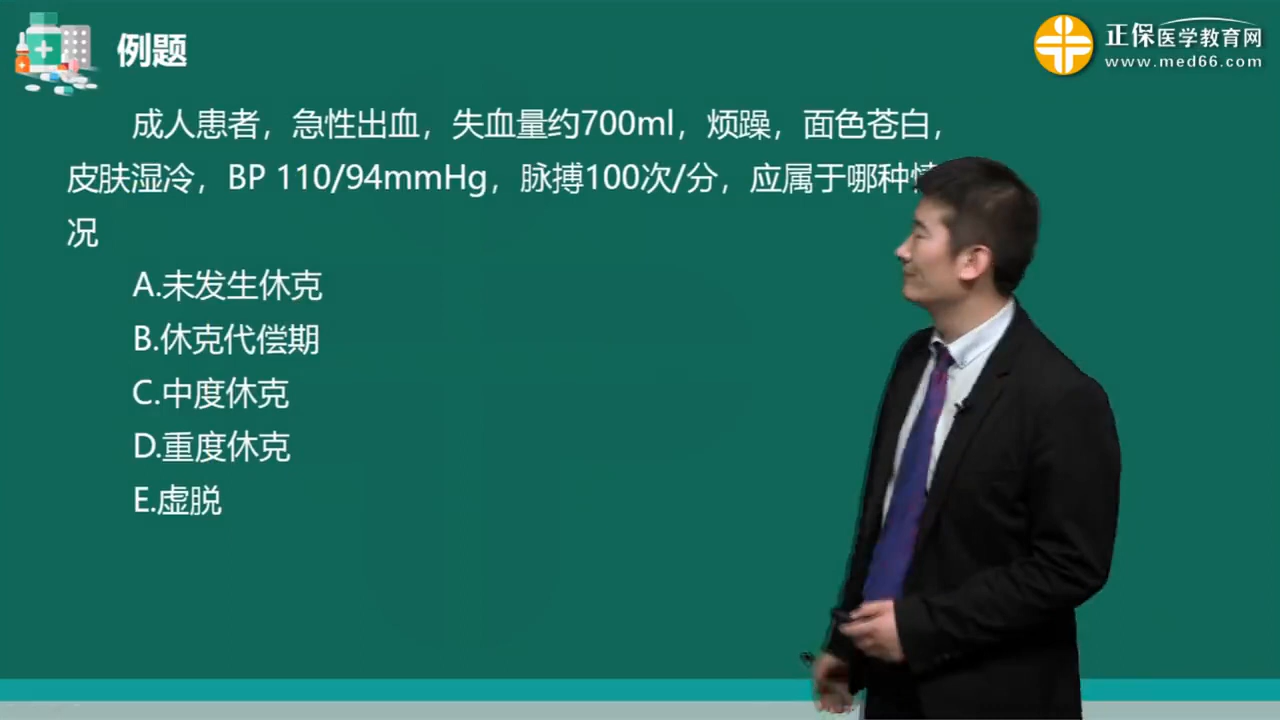 例题
正保医学教育网
www.med66.com
成人患者，急性出血，失血量约700ml，烦躁，面色苍白，
皮肤湿冷，BP 110/94mmHg，脉搏100次/分，应属于哪种
况
A.未发生休克
B.休克代偿期
C.中度休克
D.重度休克
E.虚脱